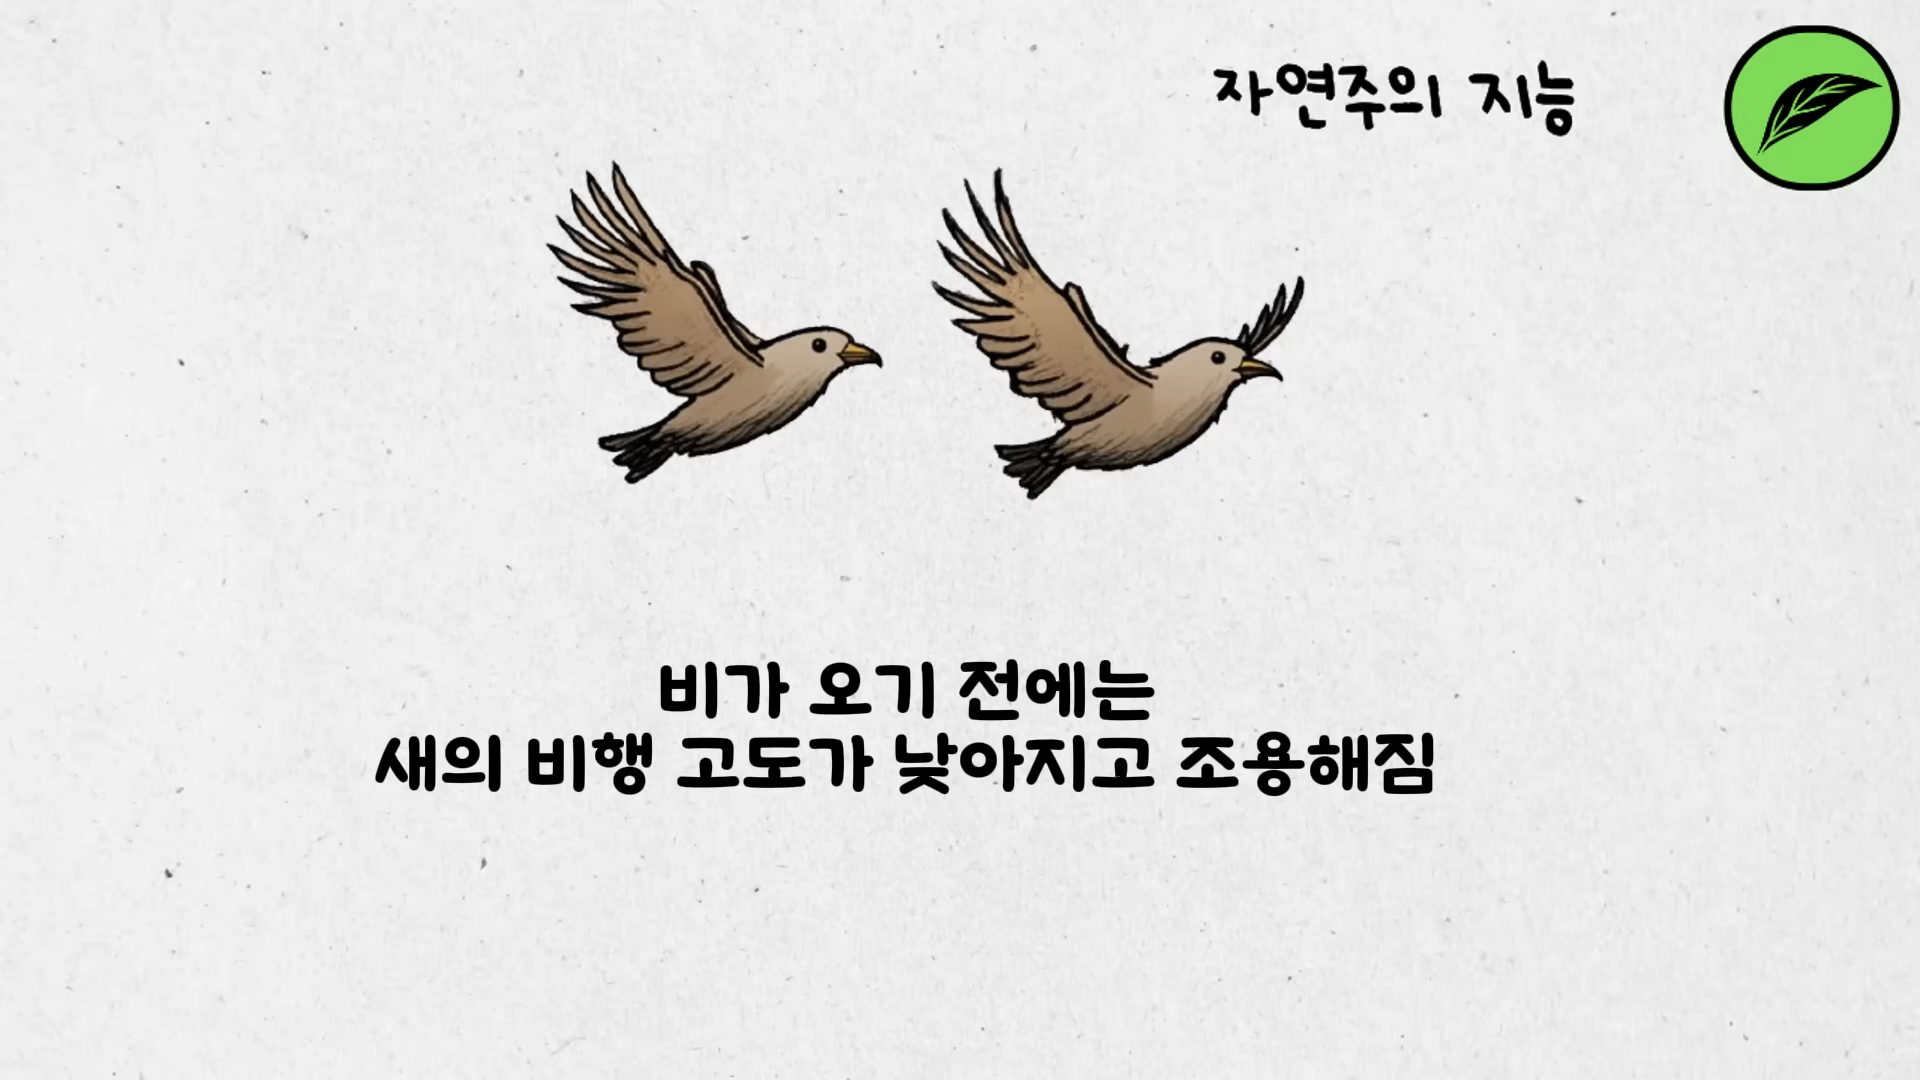 자연주의 지능
비가 오기 전에는
새의 비행 고도가 낮아지고 조용해짐